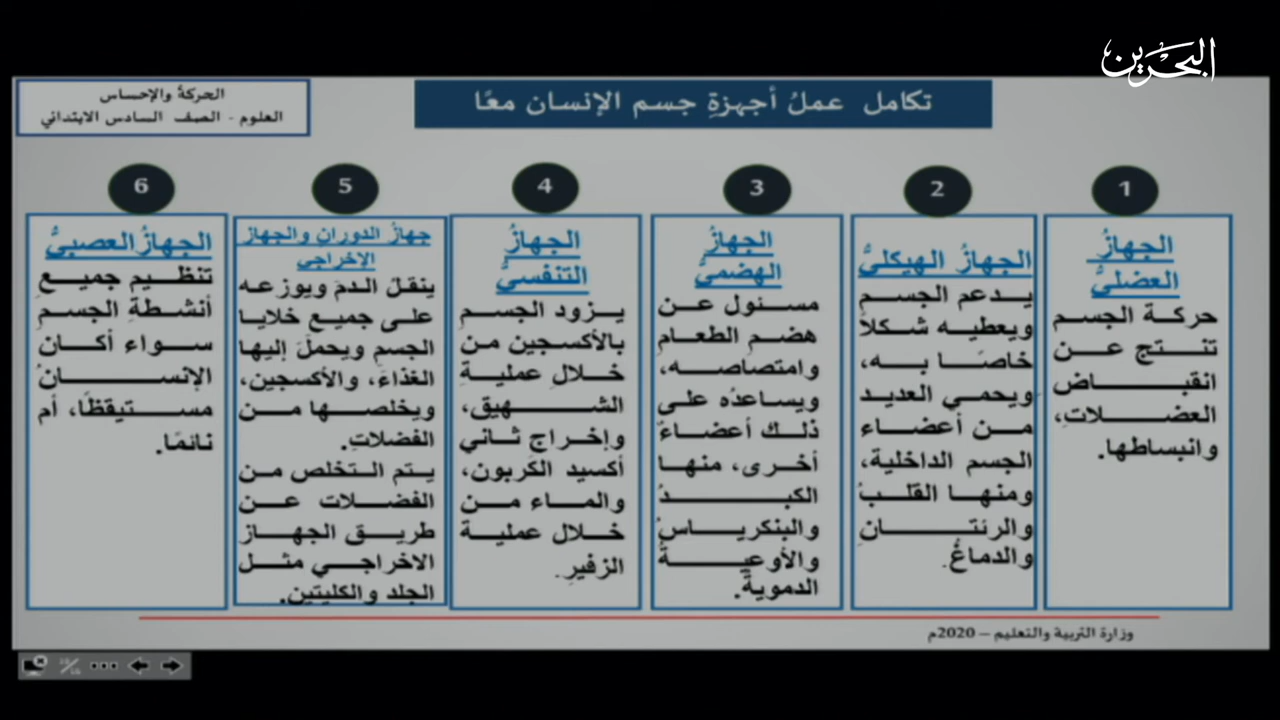 البحرين
تكامل عملُ أجهزةِ جسم الإنسان معًا
الحركة والإحساس
العلوم - الصف السادس الابتدائي
1
الجهازُ
العضليُّ
حركة الجسم
تنتج عن
انقباض
العضلاتِ،
وانبساطها.
2
الجهازُ الهيكليُّ
يدعم الجسم
ويعطيه شكلاً
خاصًا به،
ويحمي العديد
من أعضاء
الجسم الداخلية،
ومنها القلبُ
والرئتانِ
والدماغُ.
3
الجهازُ
الهضميُّ
مسئول عن
هضم الطعام
وامتصاصه،
ويساعدُه على
ذلك أعضاءٌ
أخرى، منها
الكبدُ
والبنكرياسُ
والأوعيةُ
الدمويةُ.
4
الجهازُ
التنفسيُّ
يزود الجسم
بالأكسجين من
خلال عمليةِ
الشهيق،
وإخراج ثاني
أكسيد الكربون،
والماء من
خلال عملية
الزفيرِ.
5
جهازُ الدورانِ والجهاز
الإخراجي
ينقلُ الدمَ ويوزعه
على جميع خلايا
الجسمِ ويحملُ إليها
الغذاءَ، والأكسجين،
ويخلصها من
الفضلاتِ.
يتم التخلص من
الفضلات عن
طريق الجهاز
الاخراجي مثل
الجلد والكليتين.
6
الجهازُ العصبيُّ
تنظيم جميعِ
أنشطةِ الجسمِ
سواء أكان
الإنسانُ
مستيقظًا، أم
نائمًا.
وزارة التربية والتعليم – 2020م